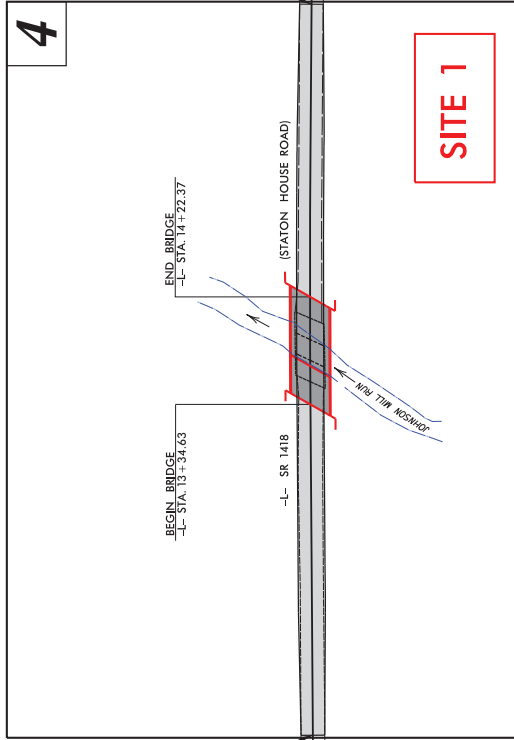 4
SITE 1
BEGIN BRIDGE
-L- STA. 13 + 34.63
END BRIDGE
-L- STA. 14 + 22.37
-L- SR 1418
(STATON HOUSE ROAD)
JOHNSON MILL RUN